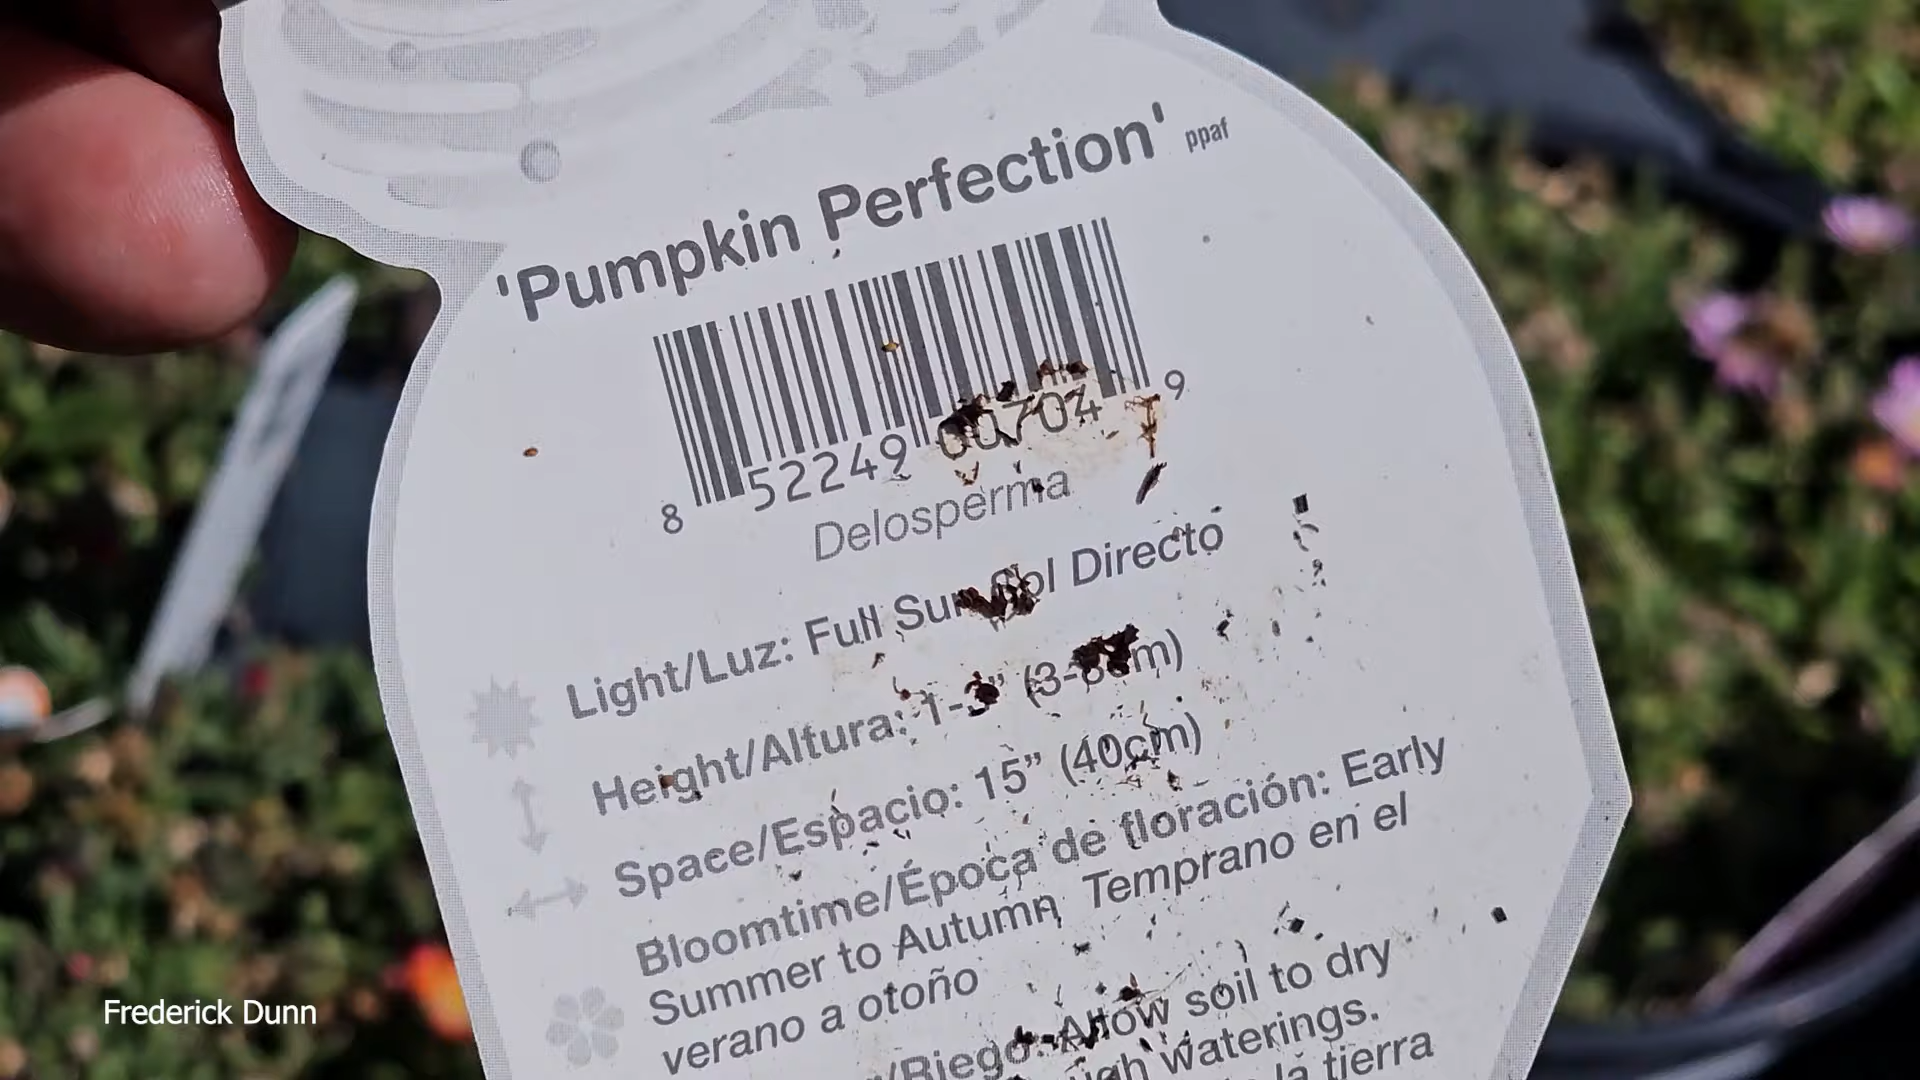 'Pumpkin Perfection' ppaf
8 52249 00704 9
Delosperma
Light/Luz: Full Sun Sol Directo
Height/Altura: 1-3” (3-8cm)
Space/Espacio: 15” (40cm)
Bloomtime/Época de floración: Early
Summer to Autumn Temprano en el
verano a otoño
/Riego: Allow soil to dry
waterings.
la tierra
Frederick Dunn